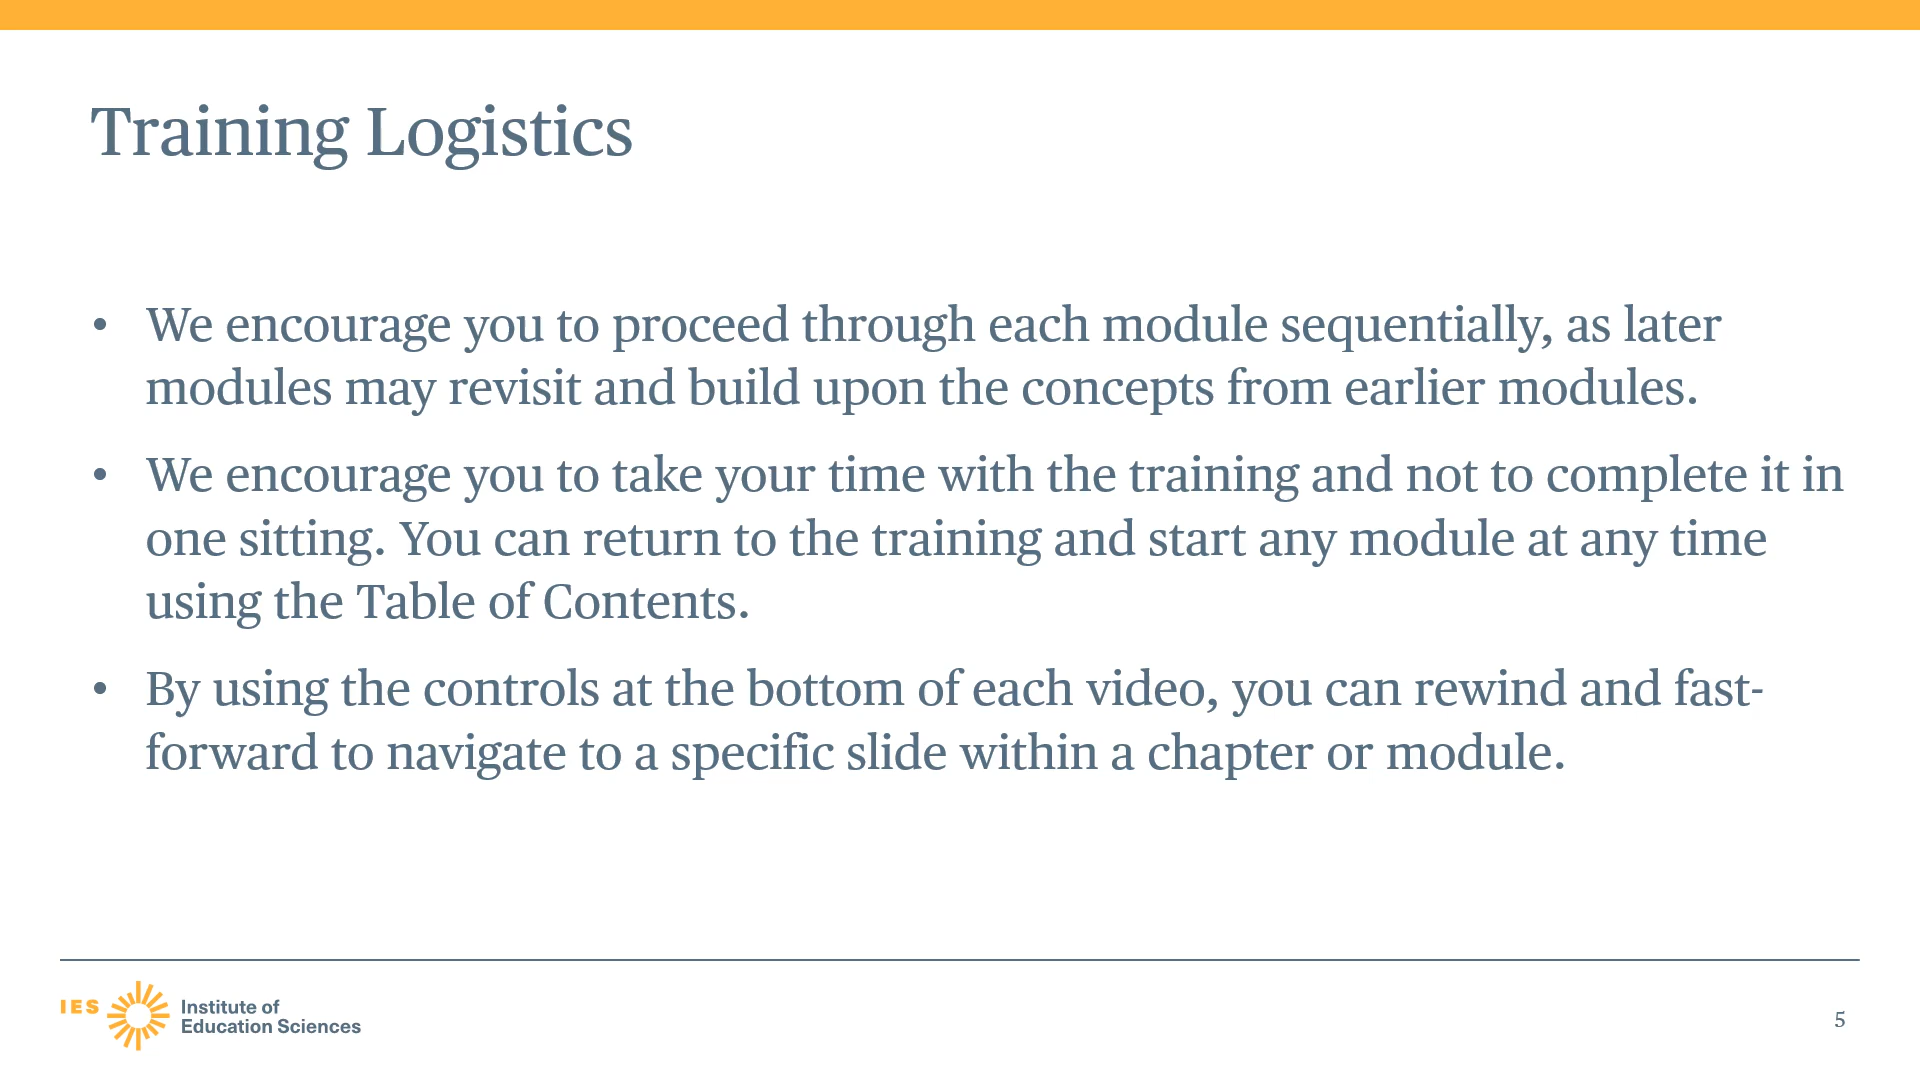 Training Logistics
• We encourage you to proceed through each module sequentially, as later
modules may revisit and build upon the concepts from earlier modules.
• We encourage you to take your time with the training and not to complete it in
one sitting. You can return to the training and start any module at any time
using the Table of Contents.
• By using the controls at the bottom of each video, you can rewind and fast-
forward to navigate to a specific slide within a chapter or module.
IES
Institute of
Education Sciences
5